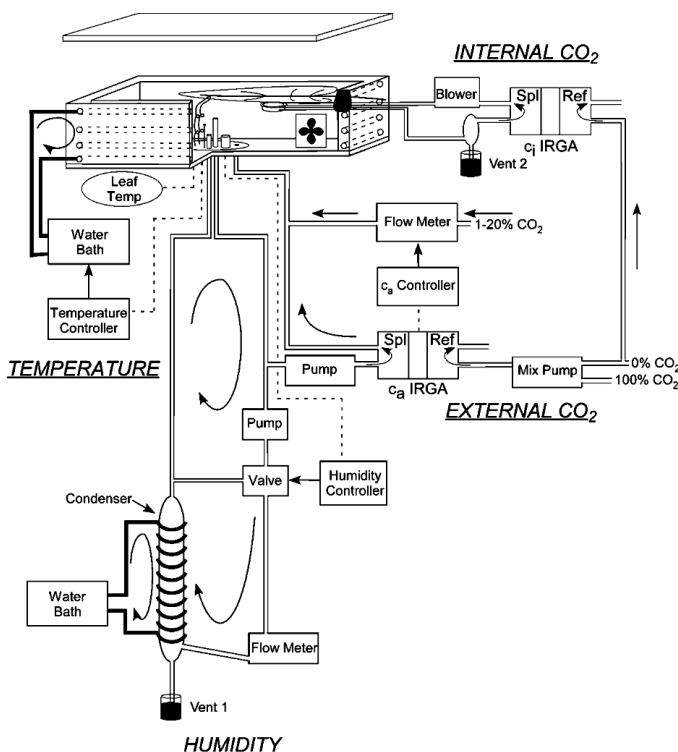 INTERNAL CO2
Blower
Spl
Ref
ci IRGA
Vent 2
Leaf
Temp
Water
Bath
Flow Meter
1-20% CO2
ca Controller
Temperature
Controller
TEMPERATURE
Spl
Ref
Pump
ca IRGA
Mix Pump
0% CO2
100% CO2
EXTERNAL CO2
Pump
Valve
Humidity
Controller
Condenser
Water
Bath
Flow Meter
Vent 1
HUMIDITY